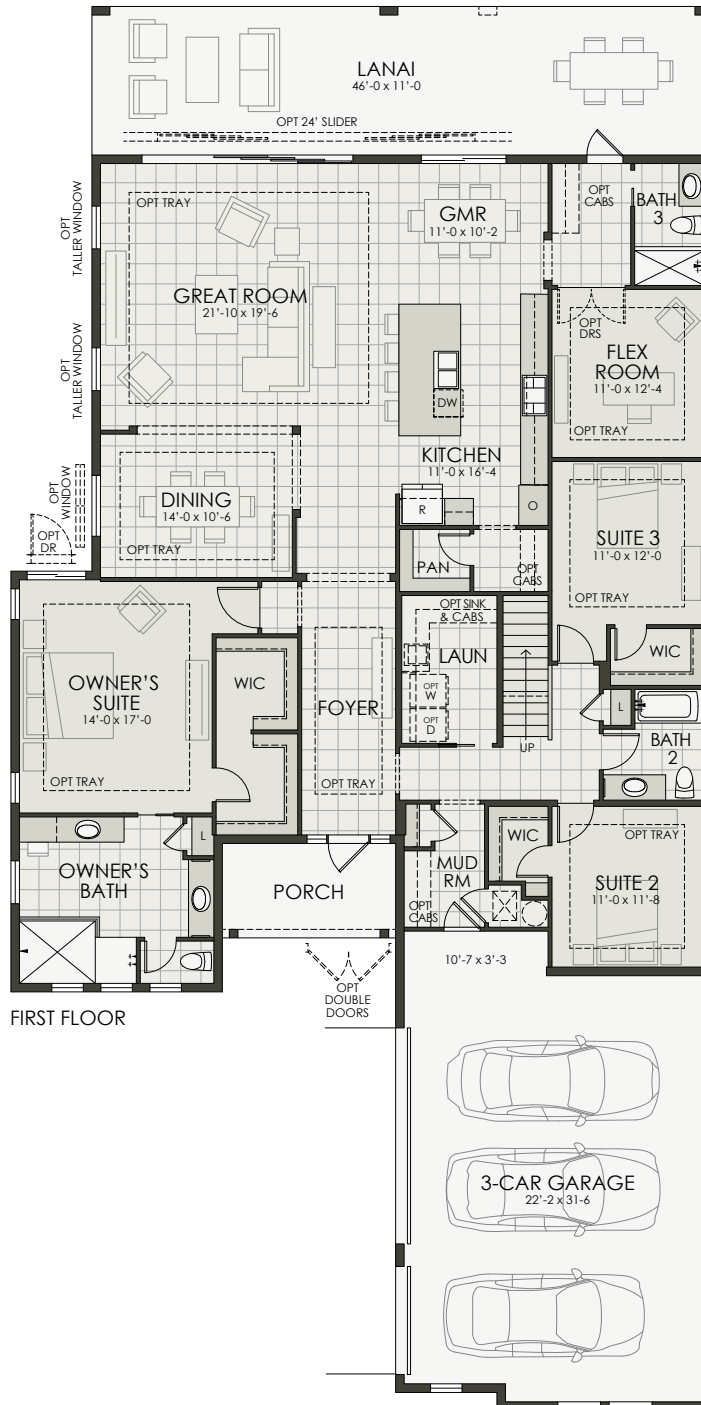 LANAI
46'-0 x 11'-0
OPT 24' SLIDER
OPT
TALLER WINDOW
OPT TRAY
GMR
11'-0 x 10'-2
OPT
CABS
BATH
3
GREAT ROOM
21'-10 x 19'-6
OPT
DRS
OPT
TALLER WINDOW
FLEX
ROOM
11'-0 x 12'-4
DW
OPT TRAY
KITCHEN
11'-0 x 16'-4
OPT
WINDOW
DINING
14'-0 x 10'-6
R
O
OPT
DR
OPT TRAY
SUITE 3
11'-0 x 12'-0
PAN
OPT
CABS
OPT TRAY
OPT SINK
& CABS
LAUN
WIC
OWNER'S
SUITE
14'-0 x 17'-0
WIC
OPT
W
FOYER
L
OPT
D
UP
BATH
2
OPT TRAY
OPT TRAY
L
WIC
OPT TRAY
OWNER'S
BATH
MUD
RM
PORCH
SUITE 2
11'-0 x 11'-8
OPT
CABS
10'-7 x 3'-3
OPT
DOUBLE
DOORS
FIRST FLOOR
3-CAR GARAGE
22'-2 x 31-6